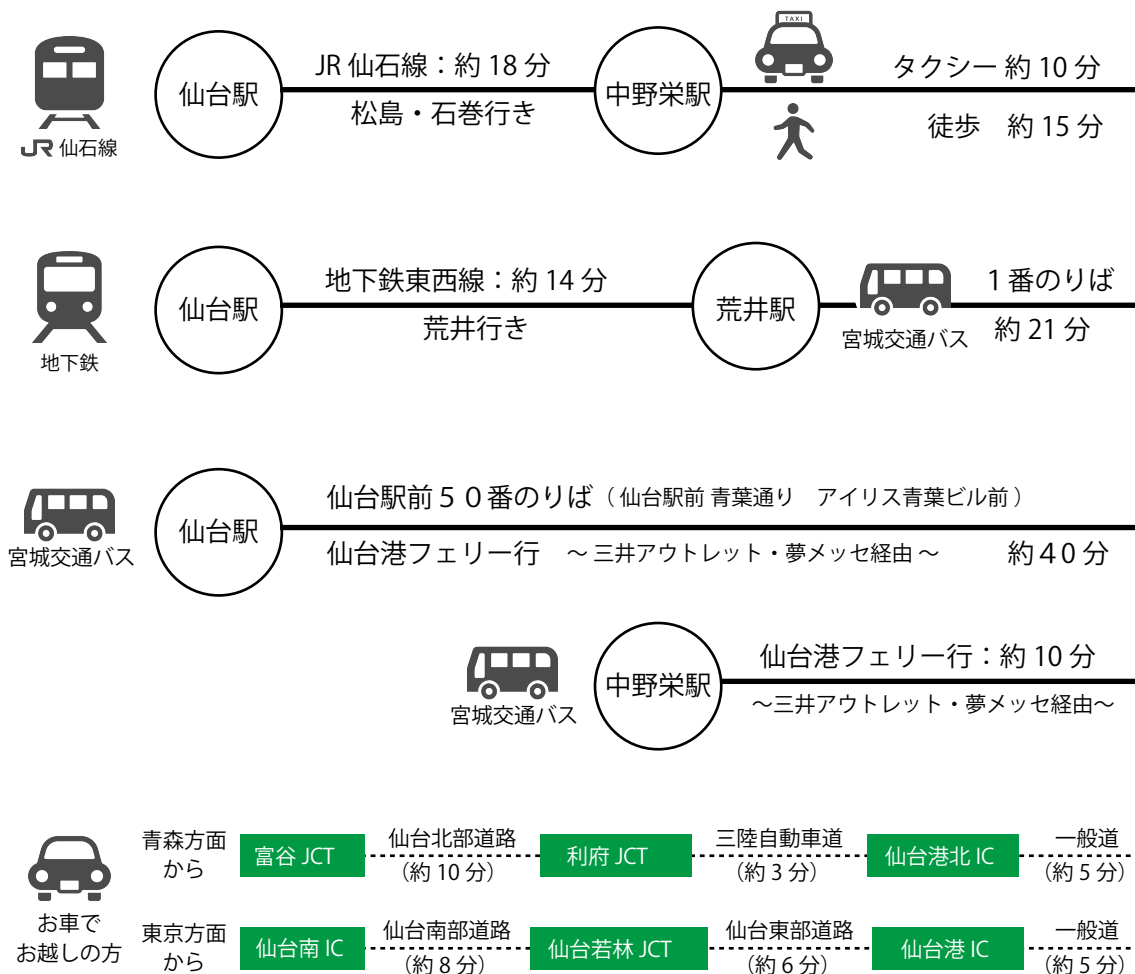 TAXI
JR 仙石線:約 18 分
仙台駅
松島・石巻行き
中野栄駅
タクシー 約 10 分
徒歩 約 15 分
JR 仙石線
地下鉄東西線:約 14 分
仙台駅
荒井行き
荒井駅
1 番のりば
宮城交通バス
約 21 分
地下鉄
仙台駅前50番のりば(仙台駅前 青葉通り アイリス青葉ビル前)
仙台駅
仙台港フェリー行 ~ 三井アウトレット・夢メッセ経由 ~ 約40分
宮城交通バス
仙台港フェリー行:約 10 分
中野栄駅
~三井アウトレット・夢メッセ経由~
宮城交通バス
青森方面
から
富谷 JCT
仙台北部道路
(約 10 分)
利府 JCT
三陸自動車道
(約 3 分)
仙台港北 IC
一般道
(約 5 分)
お車で
お越しの方
東京方面
から
仙台南 IC
仙台南部道路
(約 8 分)
仙台若林 JCT
仙台東部道路
(約 6 分)
仙台港 IC
一般道
(約 5 分)